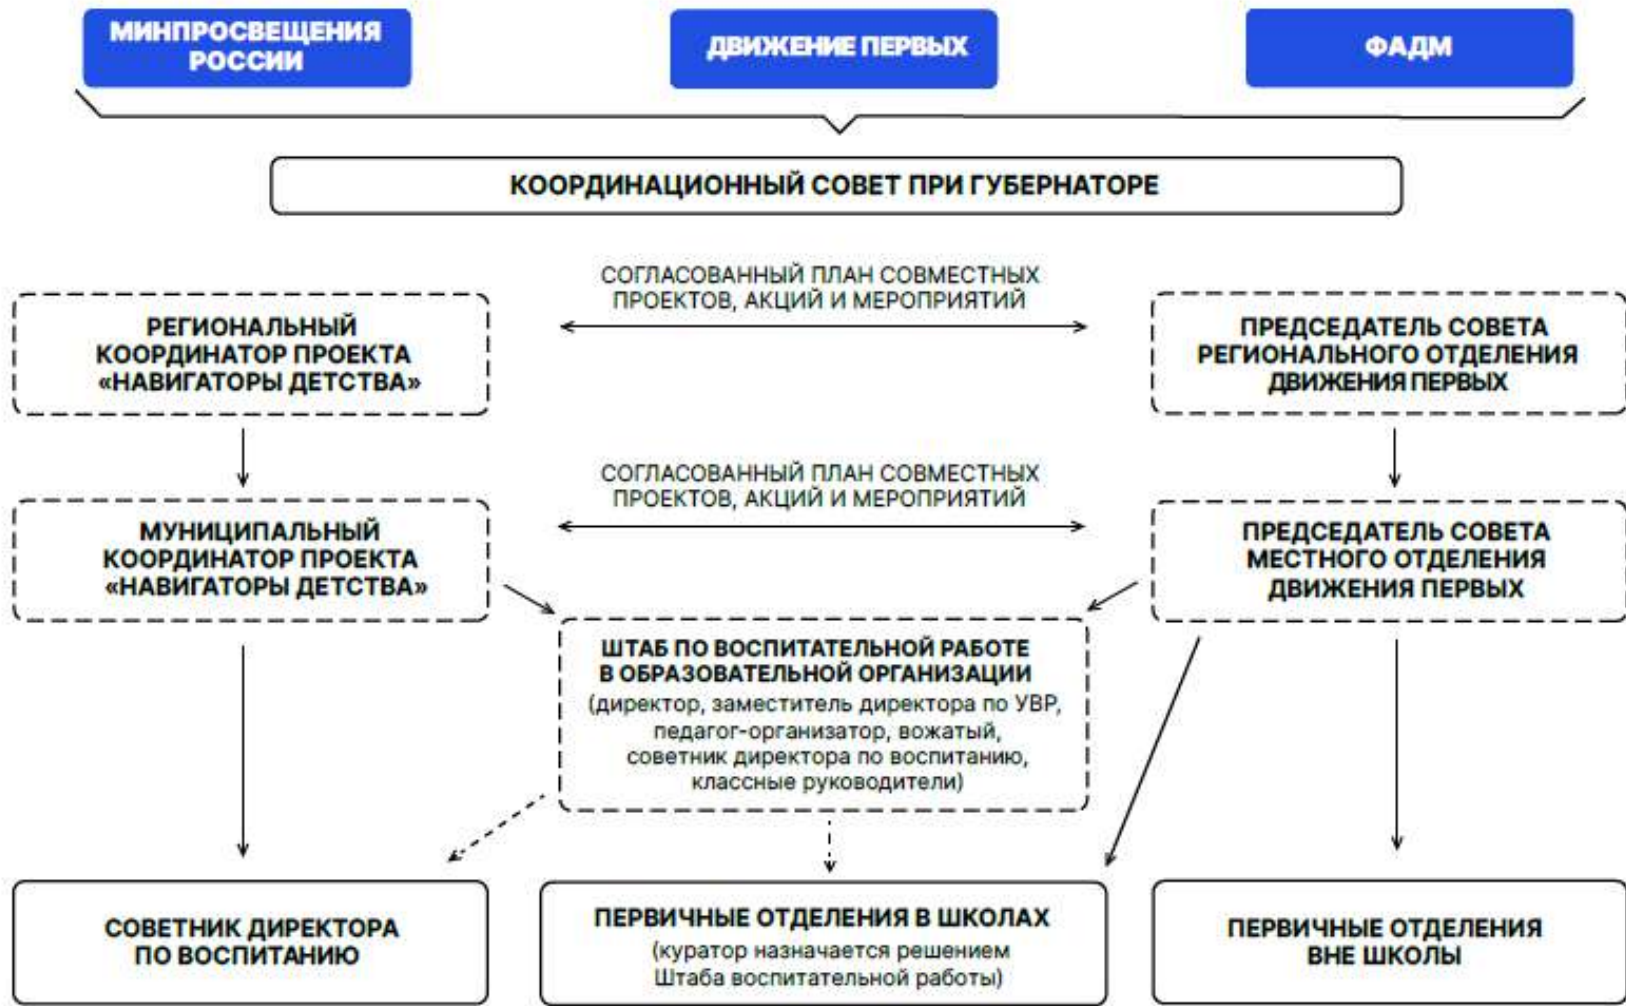 МИНПРОСВЕЩЕНИЯ
РОССИИ
ДВИЖЕНИЕ ПЕРВЫХ
ФАДМ
КООРДИНАЦИОННЫЙ СОВЕТ ПРИ ГУБЕРНАТОРЕ
РЕГИОНАЛЬНЫЙ
КООРДИНАТОР ПРОЕКТА
«НАВИГАТОРЫ ДЕТСТВА»
СОГЛАСОВАННЫЙ ПЛАН СОВМЕСТНЫХ
ПРОЕКТОВ, АКЦИЙ И МЕРОПРИЯТИЙ
ПРЕДСЕДАТЕЛЬ СОВЕТА
РЕГИОНАЛЬНОГО ОТДЕЛЕНИЯ
ДВИЖЕНИЯ ПЕРВЫХ
МУНИЦИПАЛЬНЫЙ
КООРДИНАТОР ПРОЕКТА
«НАВИГАТОРЫ ДЕТСТВА»
СОГЛАСОВАННЫЙ ПЛАН СОВМЕСТНЫХ
ПРОЕКТОВ, АКЦИЙ И МЕРОПРИЯТИЙ
ПРЕДСЕДАТЕЛЬ СОВЕТА
МЕСТНОГО ОТДЕЛЕНИЯ
ДВИЖЕНИЯ ПЕРВЫХ
ШТАБ ПО ВОСПИТАТЕЛЬНОЙ РАБОТЕ
В ОБРАЗОВАТЕЛЬНОЙ ОРГАНИЗАЦИИ
(директор, заместитель директора по УВР,
педагог-организатор, вожатый,
советник директора по воспитанию,
классные руководители)
СОВЕТНИК ДИРЕКТОРА
ПО ВОСПИТАНИЮ
ПЕРВИЧНЫЕ ОТДЕЛЕНИЯ В ШКОЛАХ
(куратор назначается решением
Штаба воспитательной работы)
ПЕРВИЧНЫЕ ОТДЕЛЕНИЯ
ВНЕ ШКОЛЫ